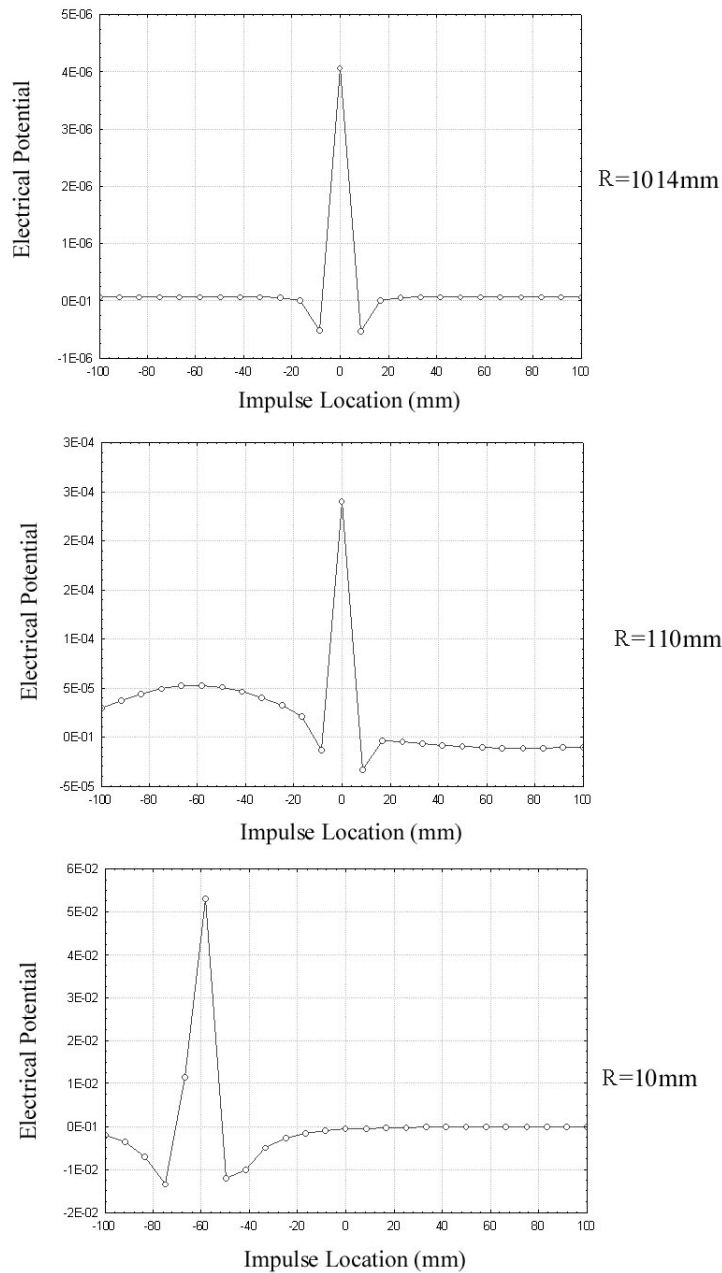 5E-06
4E-06
3E-06
2E-06
1E-06
0E-01
-1E-06
Electrical Potential
-100 -80 -60 -40 -20 0 20 40 60 80 100
Impulse Location (mm)
R=1014mm
3E-04
3E-04
2E-04
2E-04
1E-04
5E-05
0E-01
-5E-05
Electrical Potential
-100 -80 -60 -40 -20 0 20 40 60 80 100
Impulse Location (mm)
R=110mm
6E-02
5E-02
4E-02
3E-02
2E-02
1E-02
0E-01
-1E-02
-2E-02
Electrical Potential
-100 -80 -60 -40 -20 0 20 40 60 80 100
Impulse Location (mm)
R=10mm